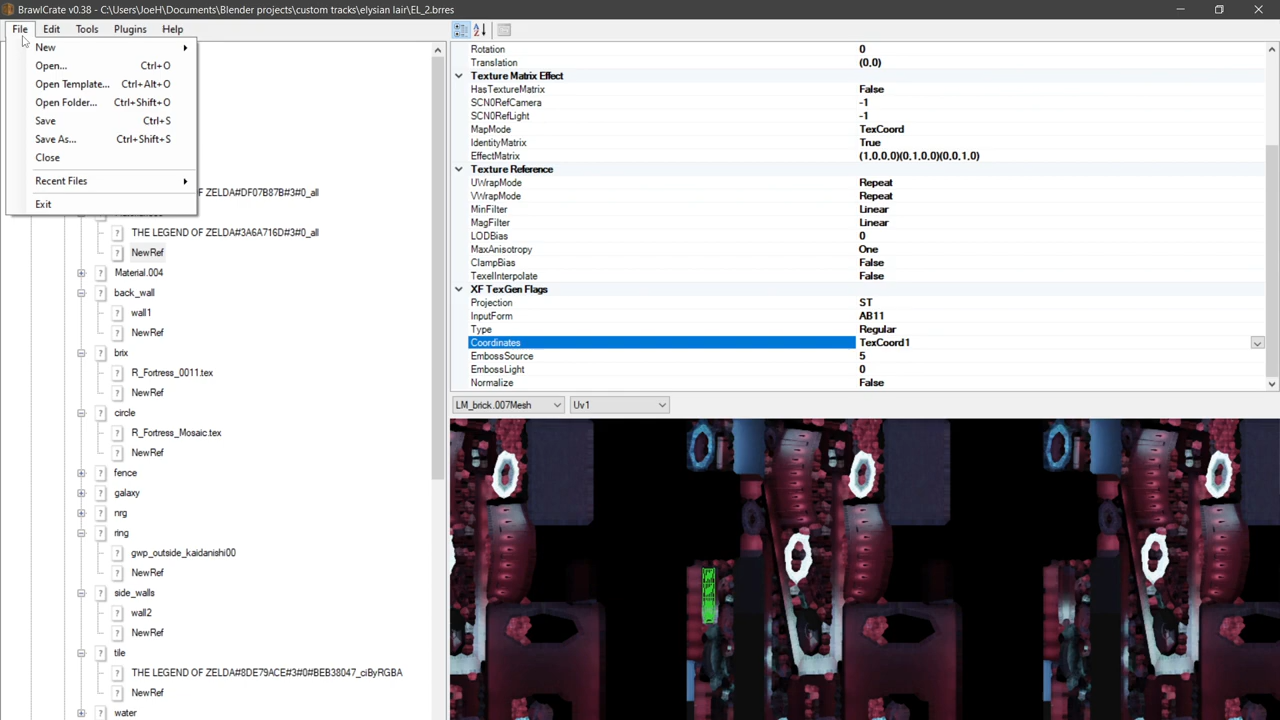 BrawlCrate v0.38 - C:\Users\JoeH\Documents\Blender projects\custom tracks\elysian lair\EL_2.brres
File Edit Tools Plugins Help
New
Open... Ctrl+O
Open Template... Ctrl+Alt+O
Open Folder... Ctrl+Shift+O
Save Ctrl+S
Save As... Ctrl+Shift+S
Close
Recent Files
Exit
OF ZELDA#DF07B87B#3#0_all
THE LEGEND OF ZELDA#3A6A716D#3#0_all
NewRef
Material.004
back_wall
wall1
NewRef
brix
R_Fortress_0011.tex
NewRef
circle
R_Fortress_Mosaic.tex
NewRef
fence
galaxy
nrg
ring
gwp_outside_kaidanishi00
NewRef
side_walls
wall2
NewRef
tile
THE LEGEND OF ZELDA#8DE79ACE#3#0#BEB38047_ciByRGBA
NewRef
water
Rotation 0
Translation (0,0)
Texture Matrix Effect
HasTextureMatrix False
SCN0RefCamera -1
SCN0RefLight -1
MapMode TexCoord
IdentityMatrix True
EffectMatrix (1,0,0,0)(0,1,0,0)(0,0,1,0)
Texture Reference
UWrapMode Repeat
VWrapMode Repeat
MinFilter Linear
MagFilter Linear
LODBias 0
MaxAnisotropy One
ClampBias False
TexelInterpolate False
XF TexGen Flags
Projection ST
InputForm AB11
Type Regular
Coordinates TexCoord1
EmbossSource 5
EmbossLight 0
Normalize False
LM_brick.007Mesh Uv1